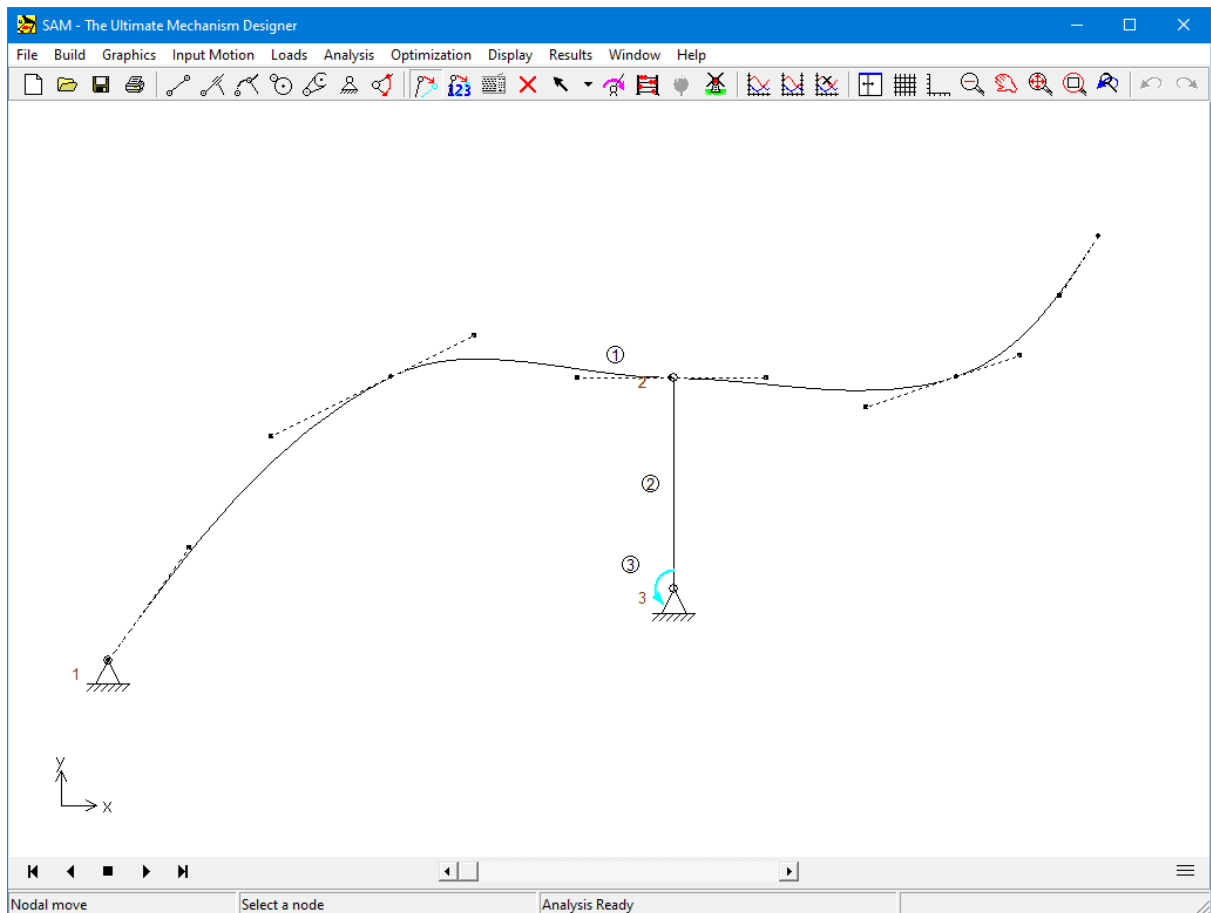 SAM - The Ultimate Mechanism Designer
File Build Graphics Input Motion Loads Analysis Optimization Display Results Window Help
123
1
2
2
3
3
1
y
x
Nodal move Select a node Analysis Ready